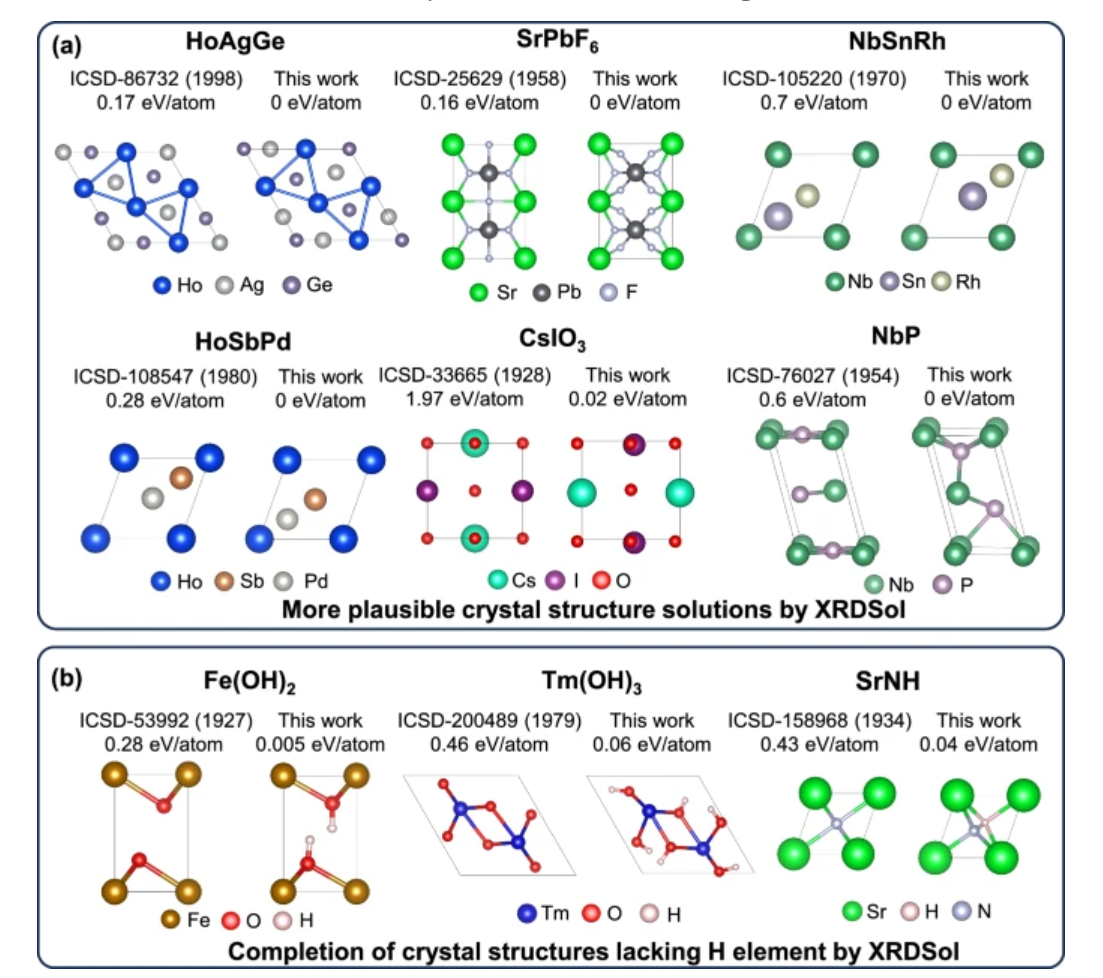 (a)
HoAgGe SrPbF6 NbSnRh
ICSD-86732 (1998) This work ICSD-25629 (1958) This work ICSD-105220 (1970) This work
0.17 eV/atom 0 eV/atom 0.16 eV/atom 0 eV/atom 0.7 eV/atom 0 eV/atom
Ho Ag Ge Sr Pb F Nb Sn Rh
HoSbPd CsIO3 NbP
ICSD-108547 (1980) This work ICSD-33665 (1928) This work ICSD-76027 (1954) This work
0.28 eV/atom 0 eV/atom 1.97 eV/atom 0.02 eV/atom 0.6 eV/atom 0 eV/atom
Ho Sb Pd Cs I O Nb P
More plausible crystal structure solutions by XRDSol
(b)
Fe(OH)2 Tm(OH)3 SrNH
ICSD-53992 (1927) This work ICSD-200489 (1979) This work ICSD-158968 (1934) This work
0.28 eV/atom 0.005 eV/atom 0.46 eV/atom 0.06 eV/atom 0.43 eV/atom 0.04 eV/atom
Fe O H Tm O H Sr H N
Completion of crystal structures lacking H element by XRDSol